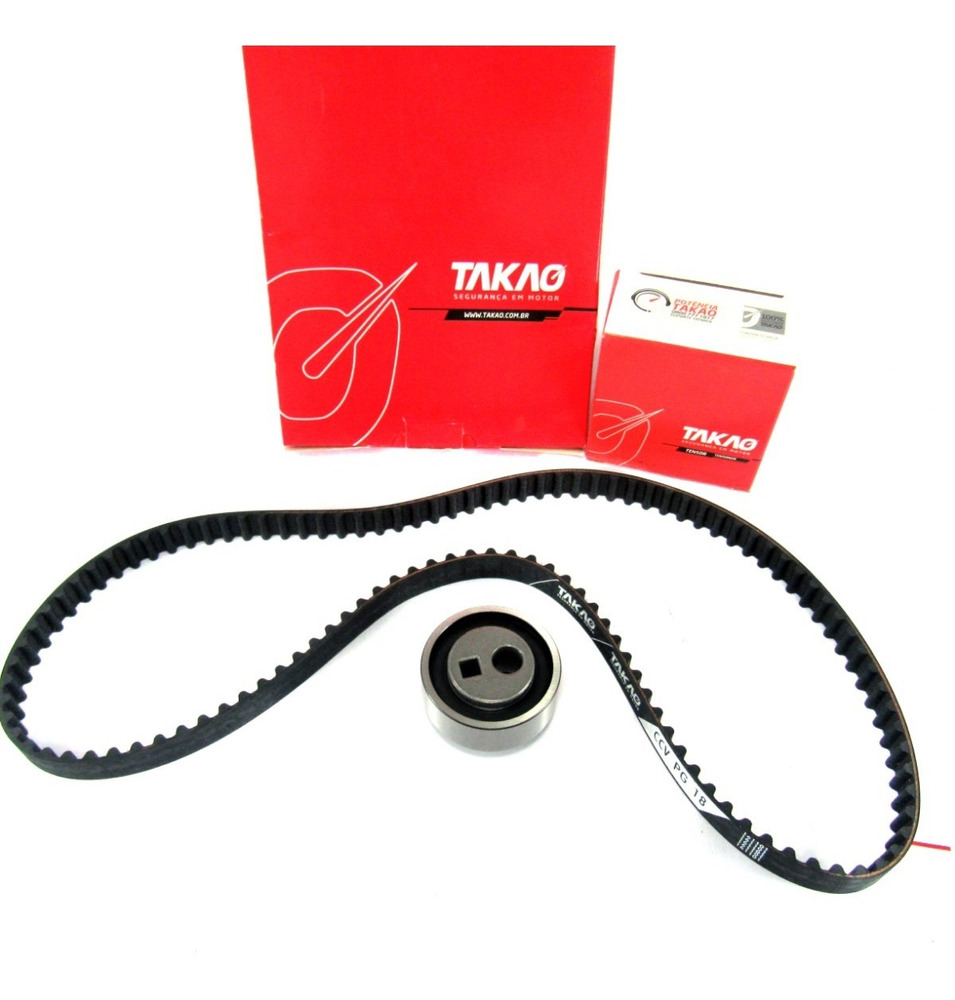 TAKAO
SEGURANÇA EM MOTOR
WWW.TAKAO.COM.BR
POTÊNCIA
TAKAO
100%
TAKAO
TAKAO
SEGURANÇA EM MOTOR
TENSOR
TAKAO
TAKAO
CCV PG 18